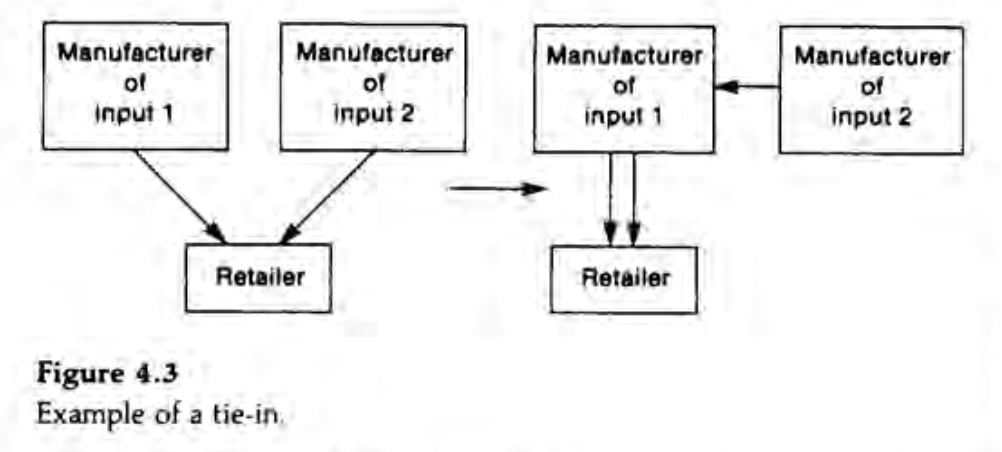 Manufacturer
of
input 1
Manufacturer
of
input 2
Retailer
Manufacturer
of
input 1
Manufacturer
of
input 2
Retailer
Figure 4.3
Example of a tie-in.